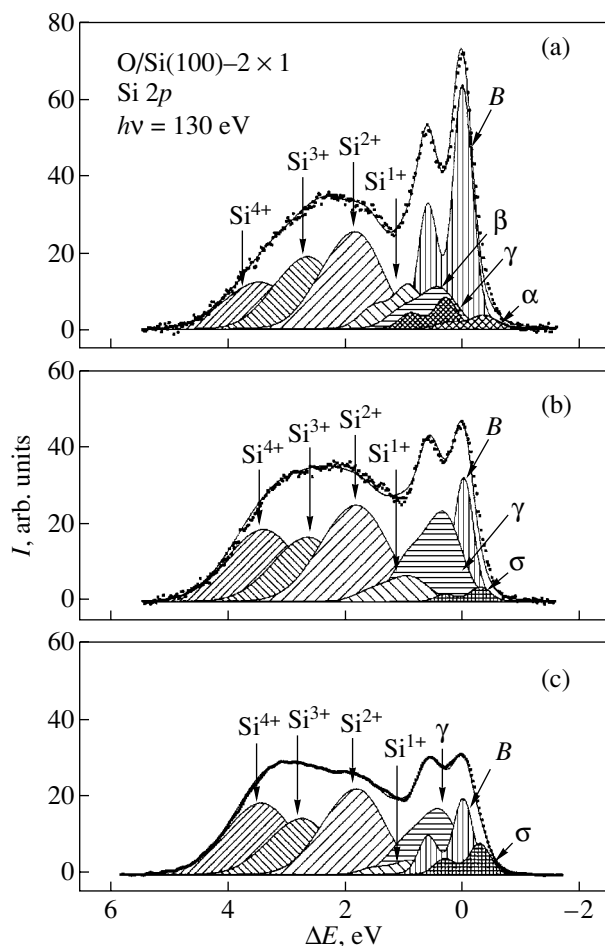 (a)
O/Si(100)–2 × 1
Si 2p
hν = 130 eV
80
60
40
20
0
Si⁴⁺
Si³⁺
Si²⁺
Si¹⁺
B
β
γ
α
(b)
60
40
20
0
Si⁴⁺
Si³⁺
Si²⁺
Si¹⁺
B
γ
σ
I, arb. units
(c)
60
40
20
0
Si⁴⁺
Si³⁺
Si²⁺
Si¹⁺
γ
B
σ
6 4 2 0 −2
ΔE, eV